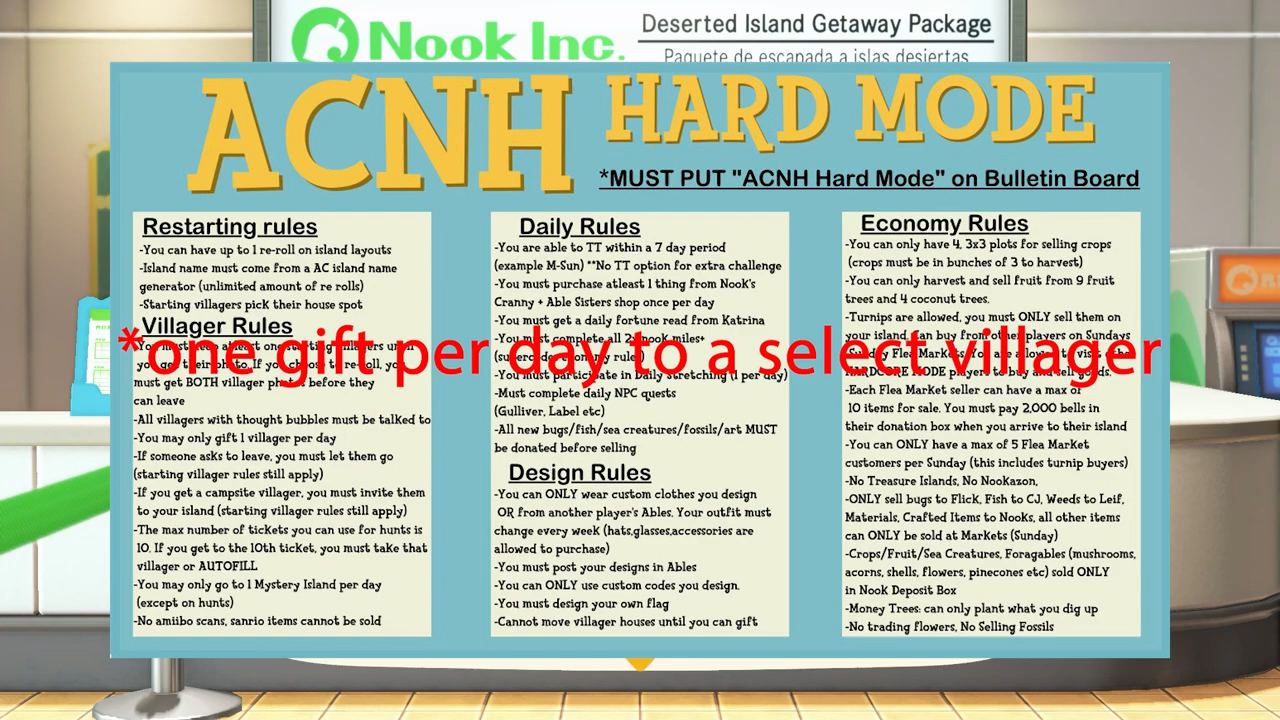 Nook Inc.
Deserted Island Getaway Package
Paquete de escapada a islas desiertas
ACNH HARD MODE
*MUST PUT "ACNH Hard Mode" on Bulletin Board
Restarting rules
-You can have up to 1 re-roll on island layouts
-Island name must come from a AC island name
generator (unlimited amount of re rolls)
-Starting villagers pick their house spot
Villager Rules
must get BOTH villager before they
can leave
-All villagers with thought bubbles must be talked to
-You may only gift 1 villager per day
-If someone asks to leave, you must let them go
(starting villager rules still apply)
-If you get a campsite villager, you must invite them
to your island (starting villager rules still apply)
-The max number of tickets you can use for hunts is
10. If you get to the 10th ticket, you must take that
villager or AUTOFILL
-You may only go to 1 Mystery Island per day
(except on hunts)
-No amiibo scans, sanrio items cannot be sold
Daily Rules
-You are able to TT within a 7 day period
(example M-Sun) **No TT option for extra challenge
-You must purchase atleast 1 thing from Nook's
Cranny + Able Sisters shop once per day
-You must get a daily fortune read from Katrina
-You must complete all nook miles+
-You must participate in Daily Stretching (1 per day)
-Must complete daily NPC quests
(Gulliver, Label etc)
-All new bugs/fish/sea creatures/fossils/art MUST
be donated before selling
Design Rules
-You can ONLY wear custom clothes you design
OR from another player's Ables. Your outfit must
change every week (hats,glasses,accessories are
allowed to purchase)
-You must post your designs in Ables
-You can ONLY use custom codes you design.
-You must design your own flag
-Cannot move villager houses until you can gift
Economy Rules
-You can only have 4, 3x3 plots for selling crops
(crops must be in bunches of 3 to harvest)
-You can only harvest and sell fruit from 9 fruit
trees and 4 coconut trees.
-Turnips are allowed, you must ONLY sell them on
your island, can buy from other players on Sundays
HARDCORE MODE players to buy and sell goods.
-Each Flea Market seller can have a max of
10 items for sale. You must pay 2,000 bells in
their donation box when you arrive to their island
-You can ONLY have a max of 5 Flea Market
customers per Sunday (this includes turnip buyers)
-No Treasure Islands, No Nookazon,
-ONLY sell bugs to Flick, Fish to CJ, Weeds to Leif,
Materials, Crafted Items to Nooks, all other items
can ONLY be sold at Markets (Sunday)
-Crops/Fruit/Sea Creatures, Foragables (mushrooms,
acorns, shells, flowers, pinecones etc) sold ONLY
in Nook Deposit Box
-Money Trees: can only plant what you dig up
-No trading flowers, No Selling Fossils
*one gift per day to a select villager